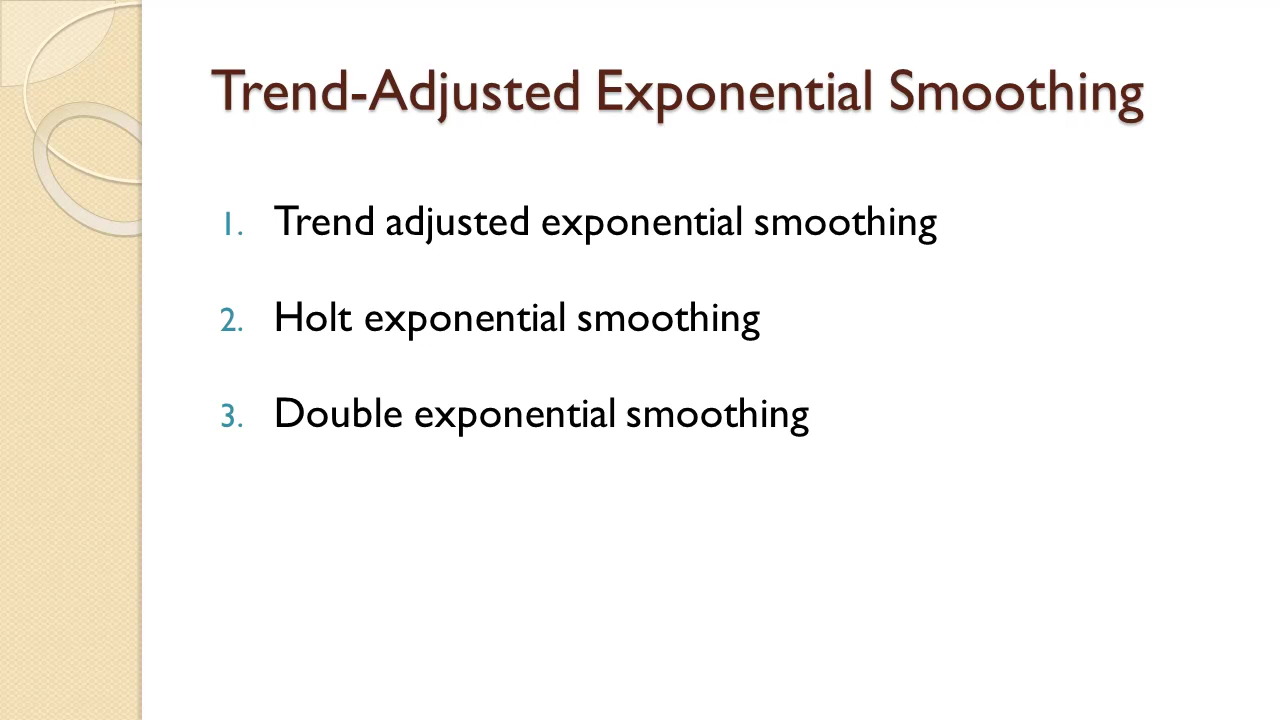 Trend-Adjusted Exponential Smoothing
1. Trend adjusted exponential smoothing
2. Holt exponential smoothing
3. Double exponential smoothing